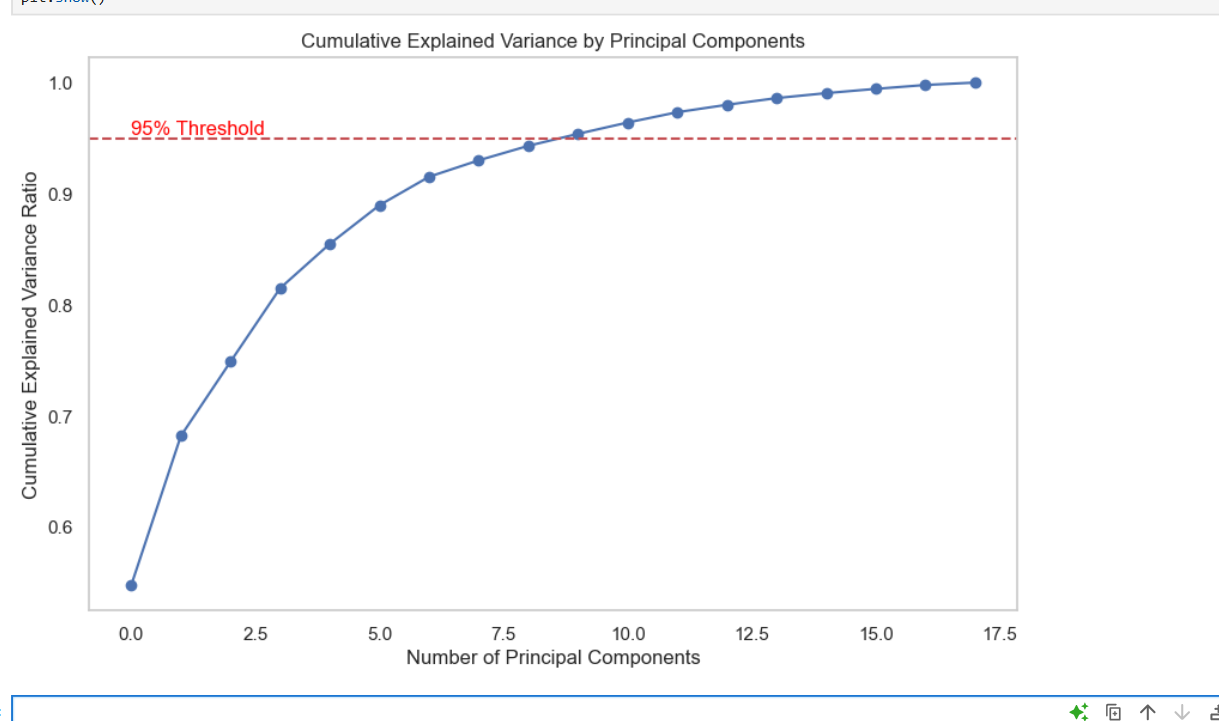 plt.show()
Cumulative Explained Variance by Principal Components
1.0
95% Threshold
0.9
0.8
0.7
0.6
Cumulative Explained Variance Ratio
0.0 2.5 5.0 7.5 10.0 12.5 15.0 17.5
Number of Principal Components